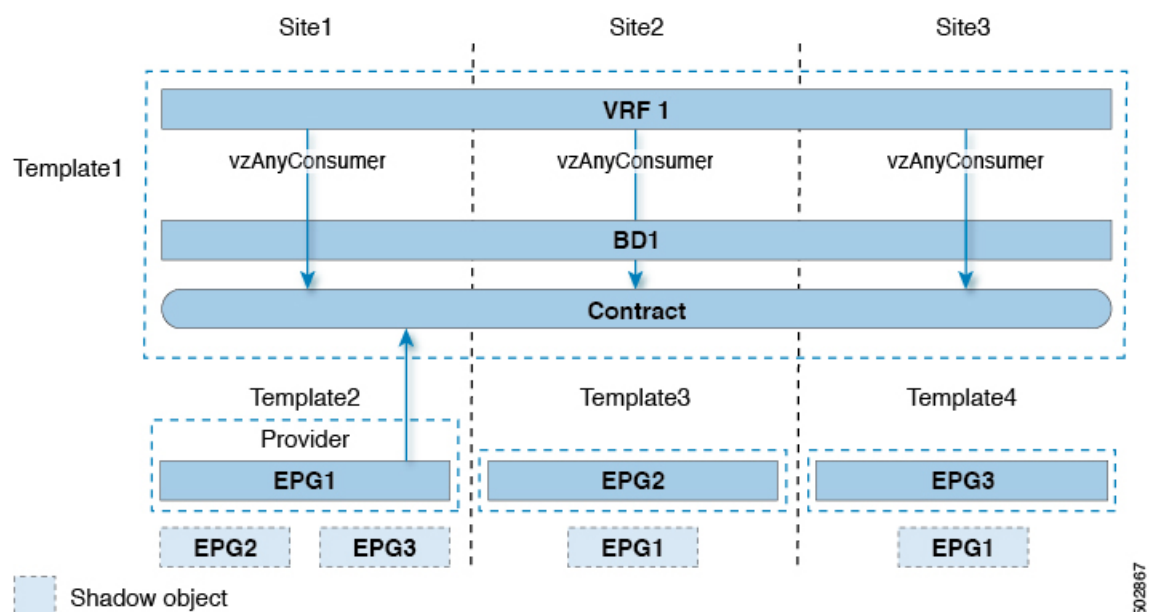 Site1 Site2 Site3
VRF 1
Template1
vzAnyConsumer vzAnyConsumer vzAnyConsumer
BD1
Contract
Template2 Template3 Template4
Provider
EPG1 EPG2 EPG3
EPG2 EPG3 EPG1 EPG1
Shadow object
502867